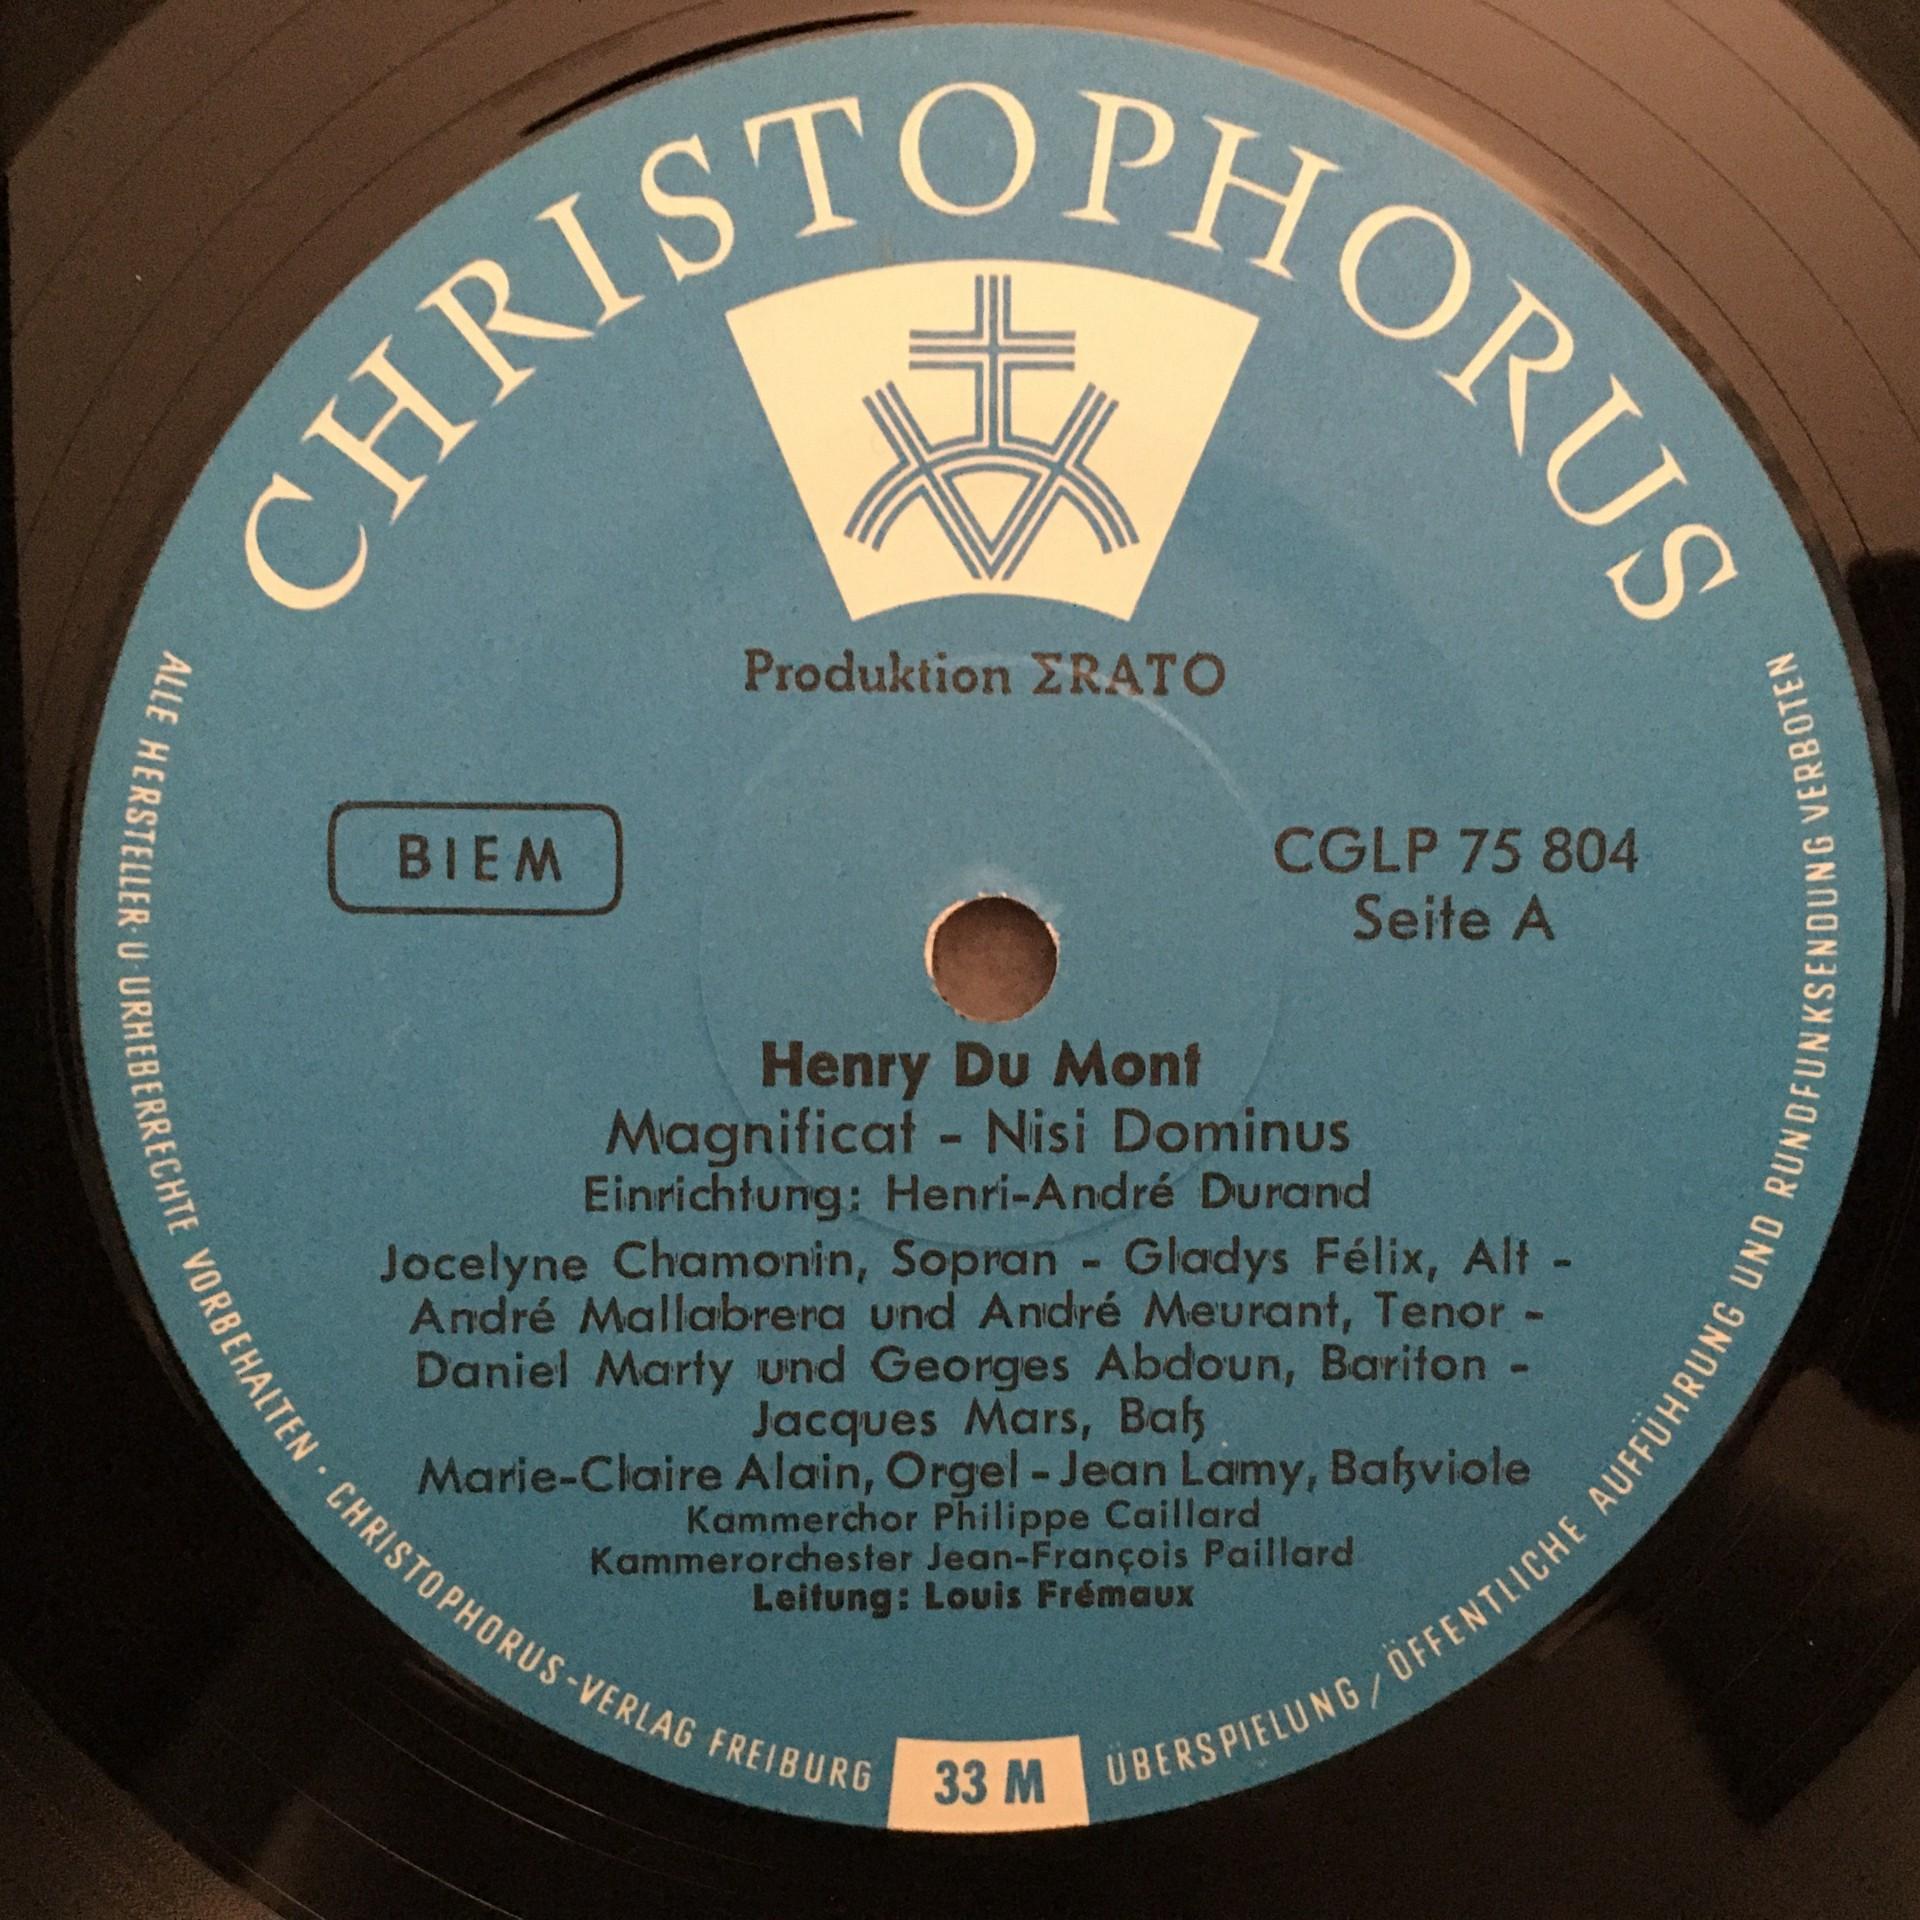 CHRISTOPHORUS
Produktion ΣRATO
BIEM
CGLP 75 804
Seite A
Henry Du Mont
Magnificat - Nisi Dominus
Einrichtung: Henri-André Durand
Jocelyne Chamonin, Sopran - Gladys Félix, Alt -
André Mallabrera und André Meurant, Tenor -
Daniel Marty und Georges Abdoun, Bariton -
Jacques Mars, Baß
Marie-Claire Alain, Orgel - Jean Lamy, Baßviole
Kammerchor Philippe Caillard
Kammerorchester Jean-François Paillard
Leitung: Louis Frémaux
ALLE HERSTELLER- U. URHEBERRECHTE VORBEHALTEN · CHRISTOPHORUS-VERLAG FREIBURG
33 M
ÜBERSPIELUNG / ÖFFENTLICHE AUFFÜHRUNG UND RUNDFUNKSENDUNG VERBOTEN